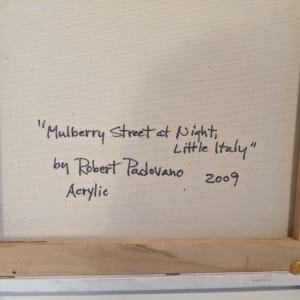 "Mulberry Street at Night,
Little Italy"
by Robert Padovano 2009
Acrylic